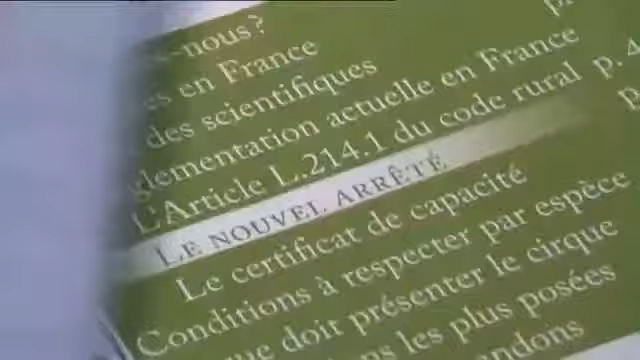 -nous? p.
es en France
des scientifiques
glementation actuelle en France p. 4
L'Article L.214.1 du code rural p.
LE NOUVEL ARRÊTÉ
Le certificat de capacité
Conditions à respecter par espèce
que doit présenter le cirque
ns les plus posées
ndons